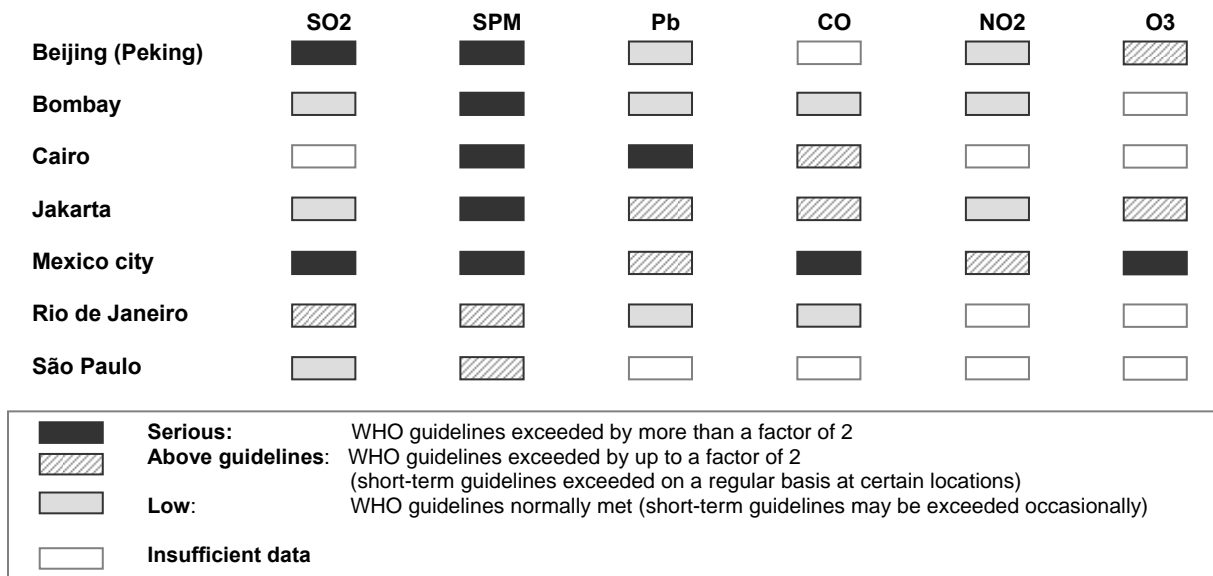 SO2 SPM Pb CO NO2 O3
Beijing (Peking)
Bombay
Cairo
Jakarta
Mexico city
Rio de Janeiro
São Paulo
Serious: WHO guidelines exceeded by more than a factor of 2
Above guidelines: WHO guidelines exceeded by up to a factor of 2
(short-term guidelines exceeded on a regular basis at certain locations)
Low: WHO guidelines normally met (short-term guidelines may be exceeded occasionally)
Insufficient data